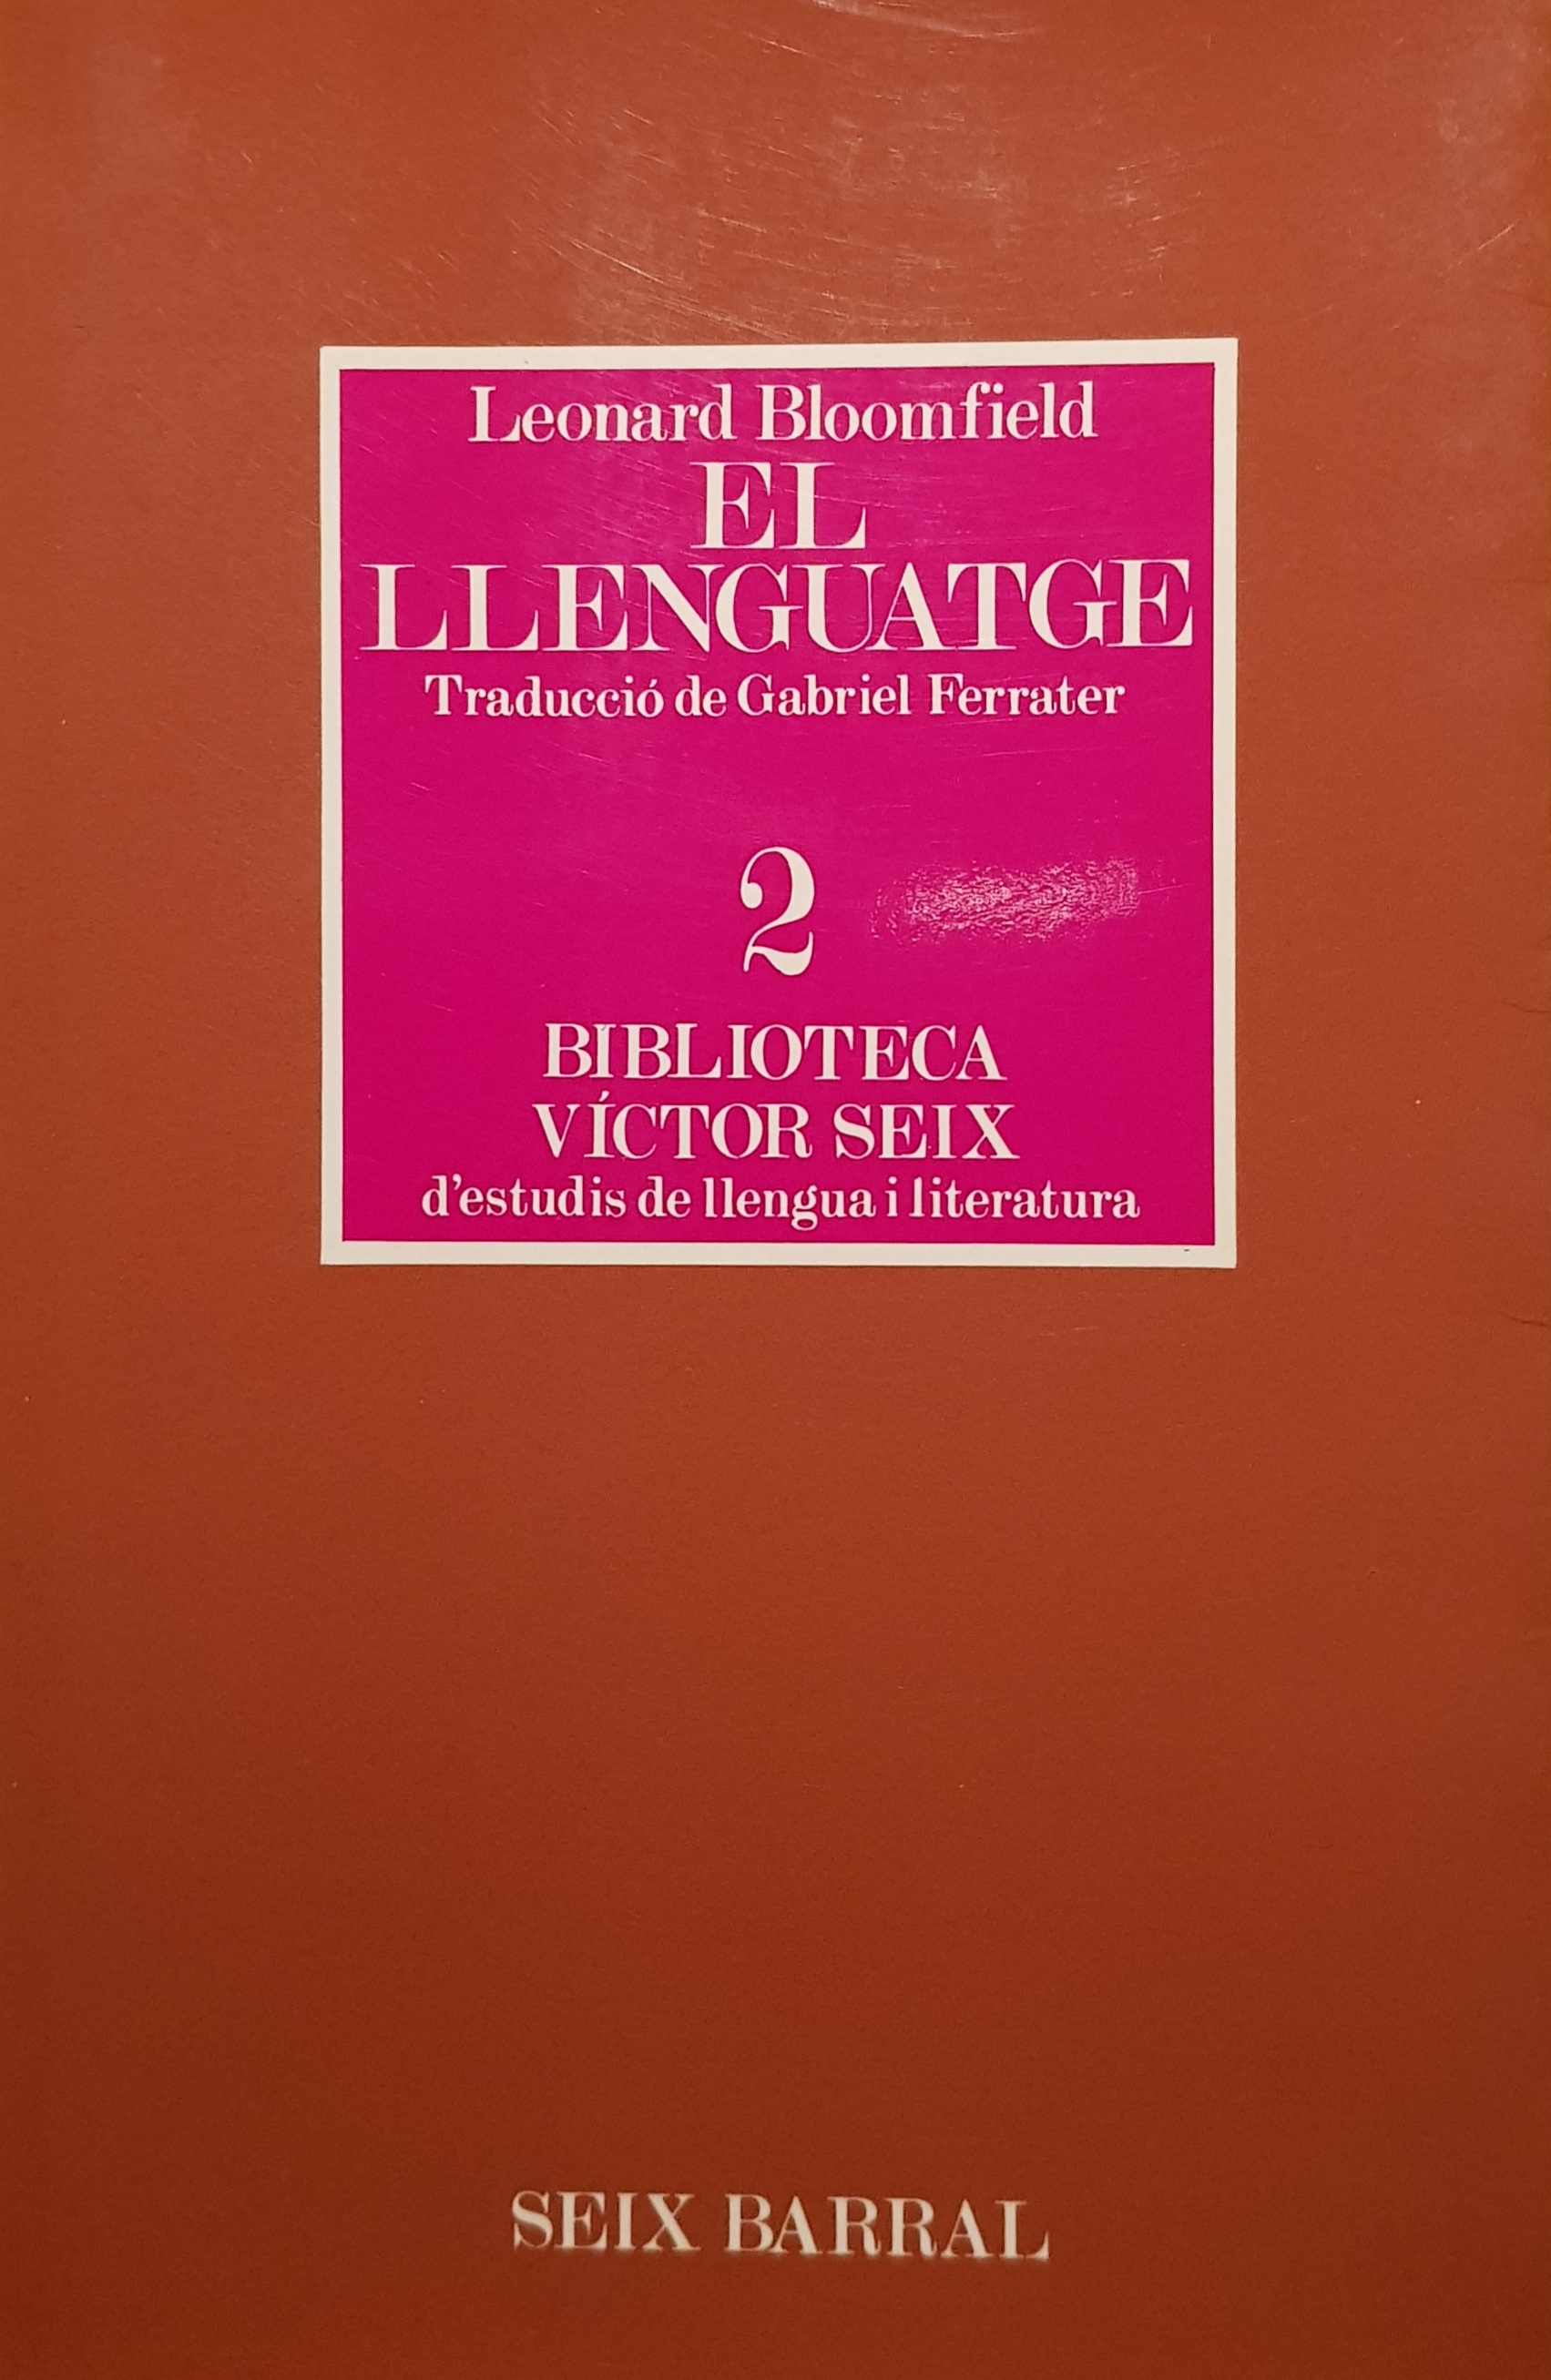 Leonard Bloomfield
EL
LLENGUATGE
Traducció de Gabriel Ferrater
2
BIBLIOTECA
VÍCTOR SEIX
d'estudis de llengua i literatura
SEIX BARRAL